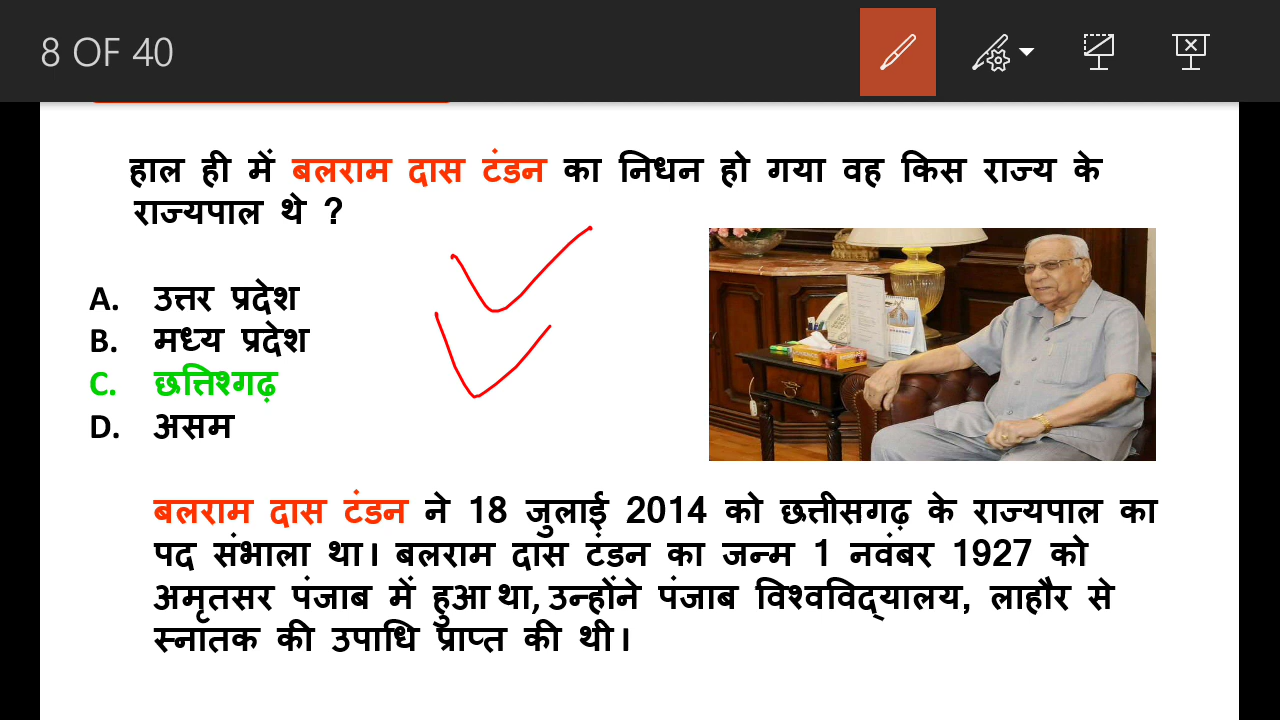 8 OF 40
हाल ही में बलराम दास टंडन का निधन हो गया वह किस राज्य के
राज्यपाल थे ?
A. उत्तर प्रदेश
B. मध्य प्रदेश
C. छत्तिश्गढ़
D. असम
बलराम दास टंडन ने 18 जुलाई 2014 को छत्तीसगढ़ के राज्यपाल का
पद संभाला था। बलराम दास टंडन का जन्म 1 नवंबर 1927 को
अमृतसर पंजाब में हुआ था, उन्होंने पंजाब विश्वविद्यालय, लाहौर से
स्नातक की उपाधि प्राप्त की थी।